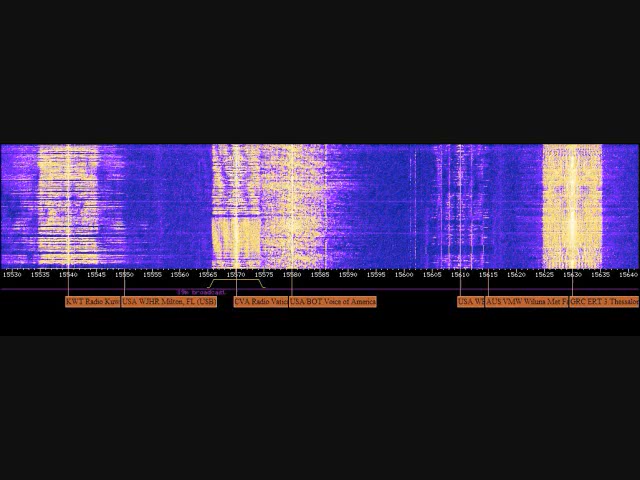 15530 15535 15540 15545 15550 15555 15560 15565 15570 15575 15580 15585 15590 15595 15600 15605 15610 15615 15620 15625 15630 15635 15640
19m broadcast
KWT Radio Kuw USA WJHR Milton, FL (USB) CVA Radio Vatic USA/BOT Voice of America USA W AUS VMW Wiluna Met F GRC ERT 3 Thessalon